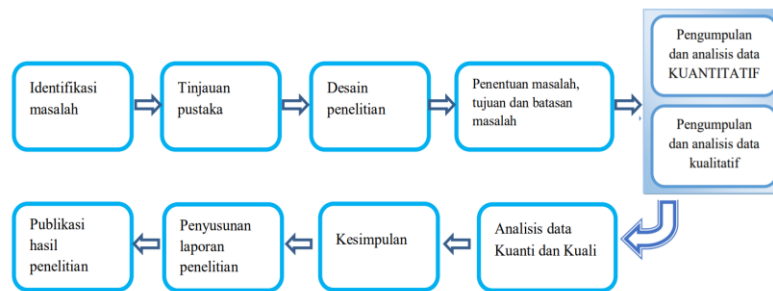 Identifikasi
masalah
Tinjauan
pustaka
Desain
penelitian
Penentuan masalah,
tujuan dan batasan
masalah
Pengumpulan
dan analisis data
KUANTITATIF
Pengumpulan
dan analisis data
kualitatif
Analisis data
Kuanti dan Kuali
Kesimpulan
Penyusunan
laporan
penelitian
Publikasi
hasil
penelitian